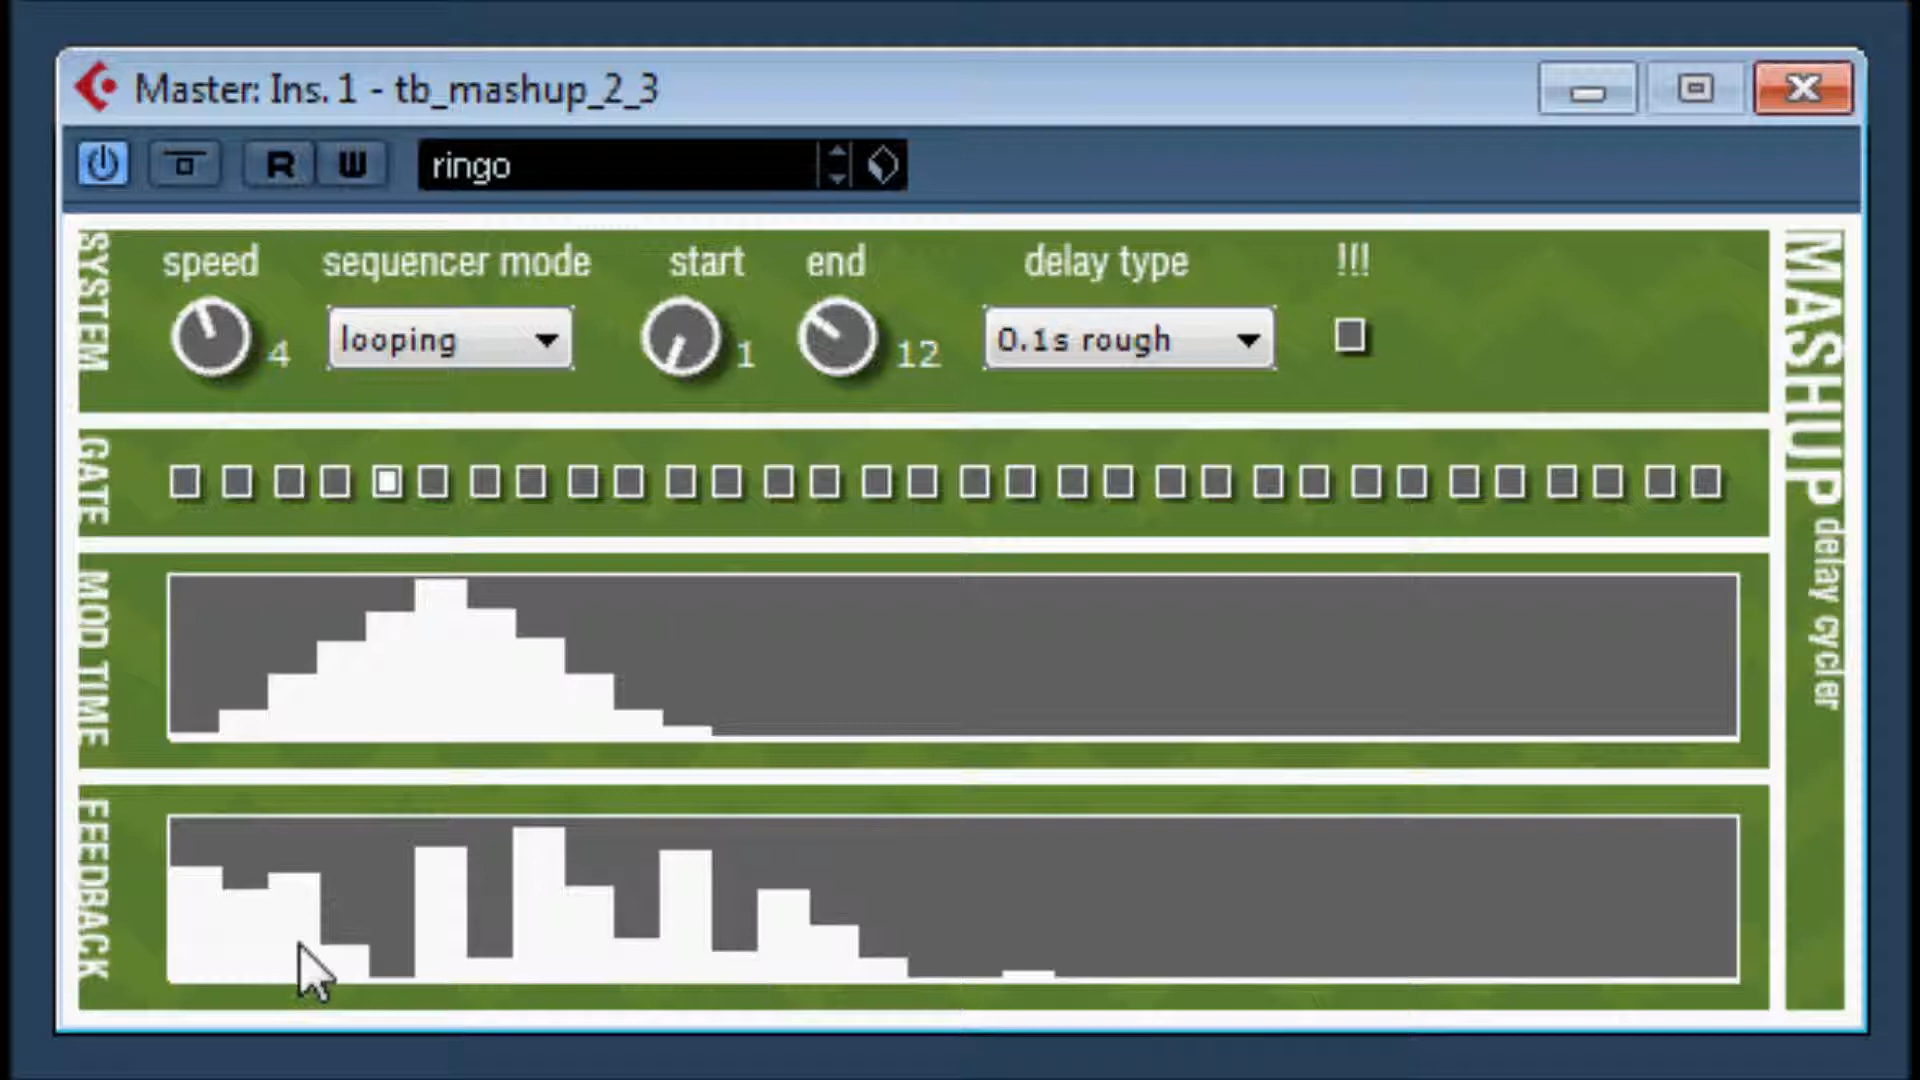 Master: Ins. 1 - tb_mashup_2_3
R W ringo
SYSTEM
speed sequencer mode start end delay type !!!
4 looping 1 12 0.1s rough
GATE
MOD TIME
FEEDBACK
MASHUP delay cycler